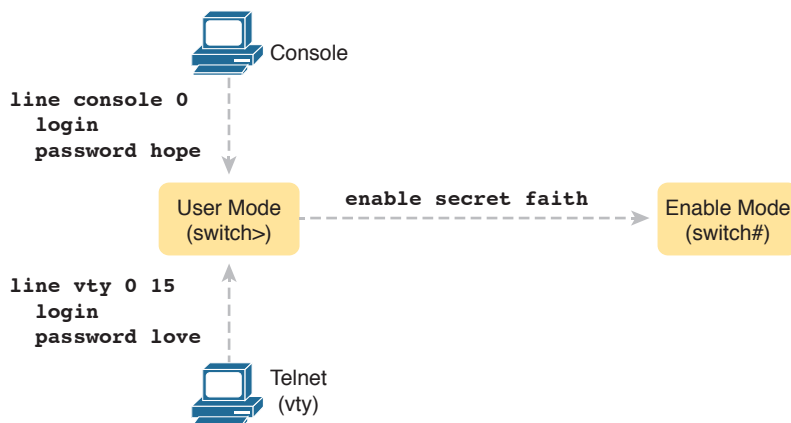 Console
line console 0
login
password hope
User Mode
(switch>)
enable secret faith
Enable Mode
(switch#)
line vty 0 15
login
password love
Telnet
(vty)